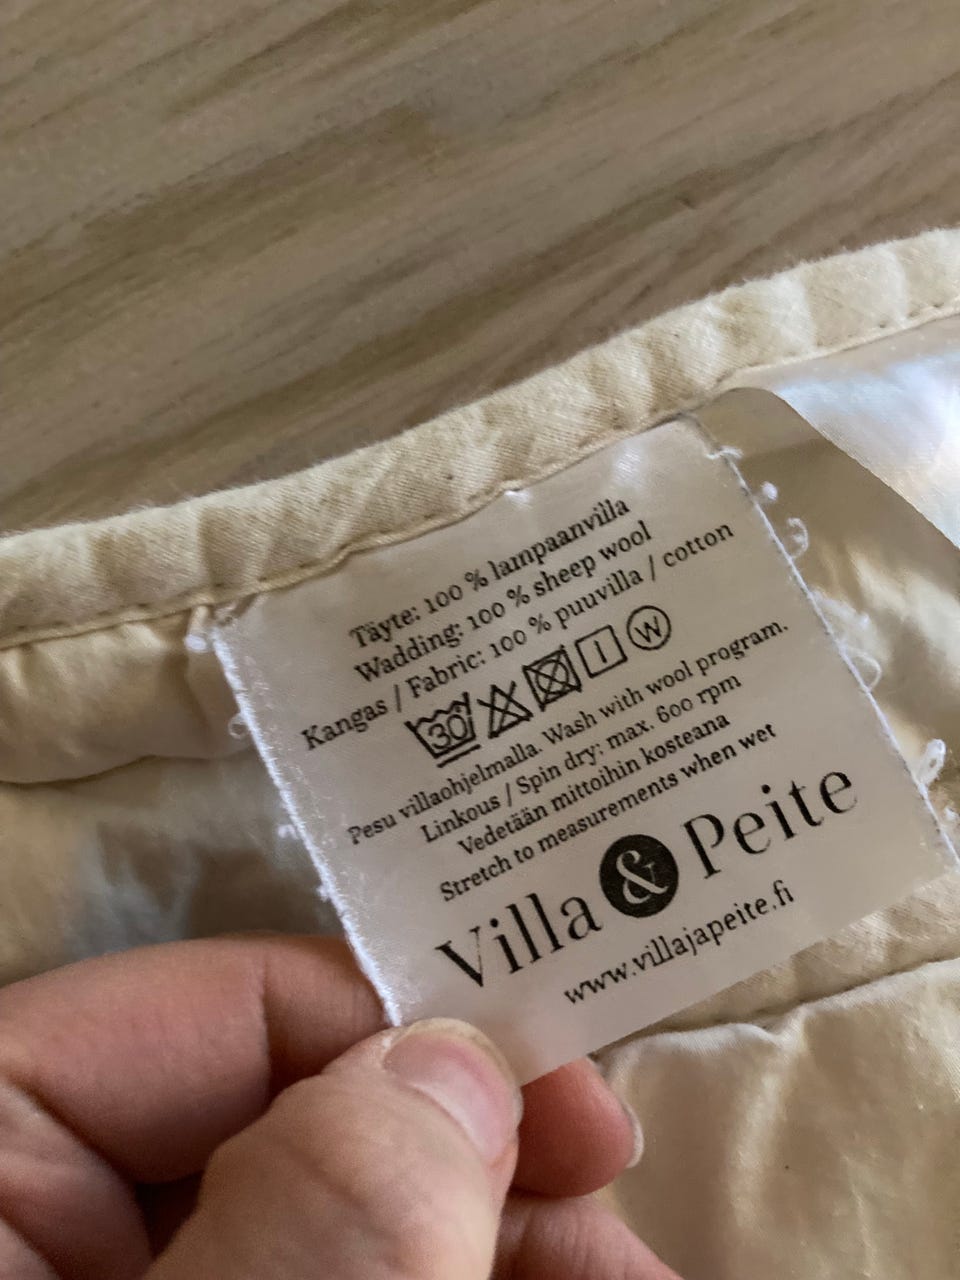 Täyte: 100 % lampaanvilla
Wadding: 100 % sheep wool
Kangas / Fabric: 100 % puuvilla / cotton
30 W
Pesu villaohjelmalla. Wash with wool program.
Linkous / Spin dry: max. 600 rpm
Vedetään mittoihin kosteana
Stretch to measurements when wet
Villa & Peite
www.villajapeite.fi